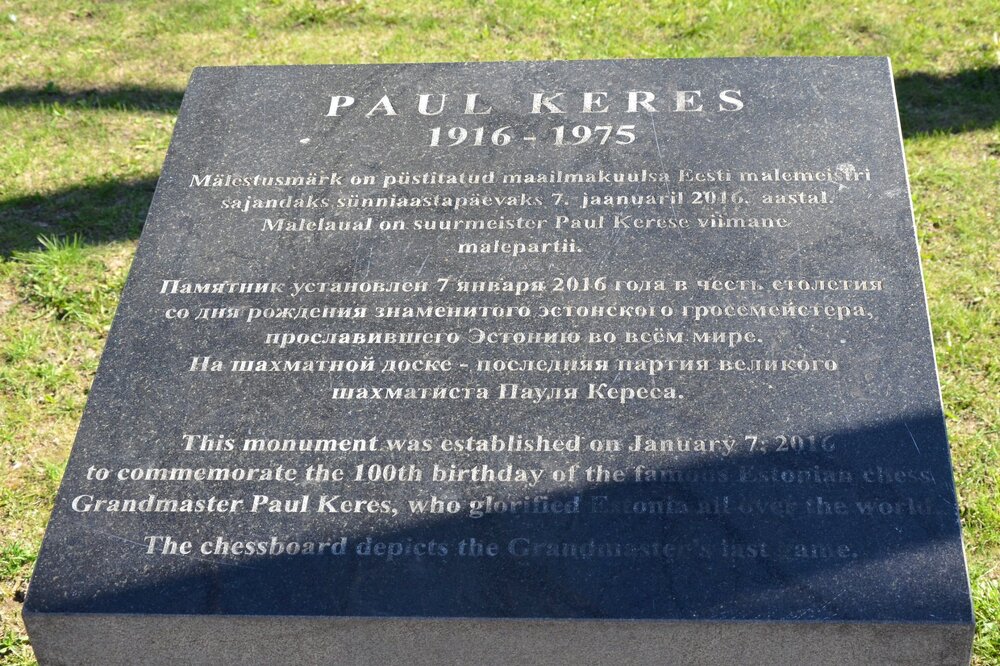 PAUL KERES
1916 - 1975
Mälestusmärk on püstitatud maailmakuulsa Eesti malemeistri
sajandaks sünniaastapäevaks 7. jaanuaril 2016. aastal.
Malelaual on suurmeister Paul Kerese viimane
malepartii.
Памятник установлен 7 января 2016 года в честь столетия
со дня рождения знаменитого эстонского гроссмейстера,
прославившего Эстонию во всём мире.
На шахматной доске - последняя партия великого
шахматиста Пауля Кереса.
This monument was established on January 7, 2016
to commemorate the 100th birthday of the famous Estonian chess
Grandmaster Paul Keres, who glorified Estonia all over the world.
The chessboard depicts the Grandmaster's last game.